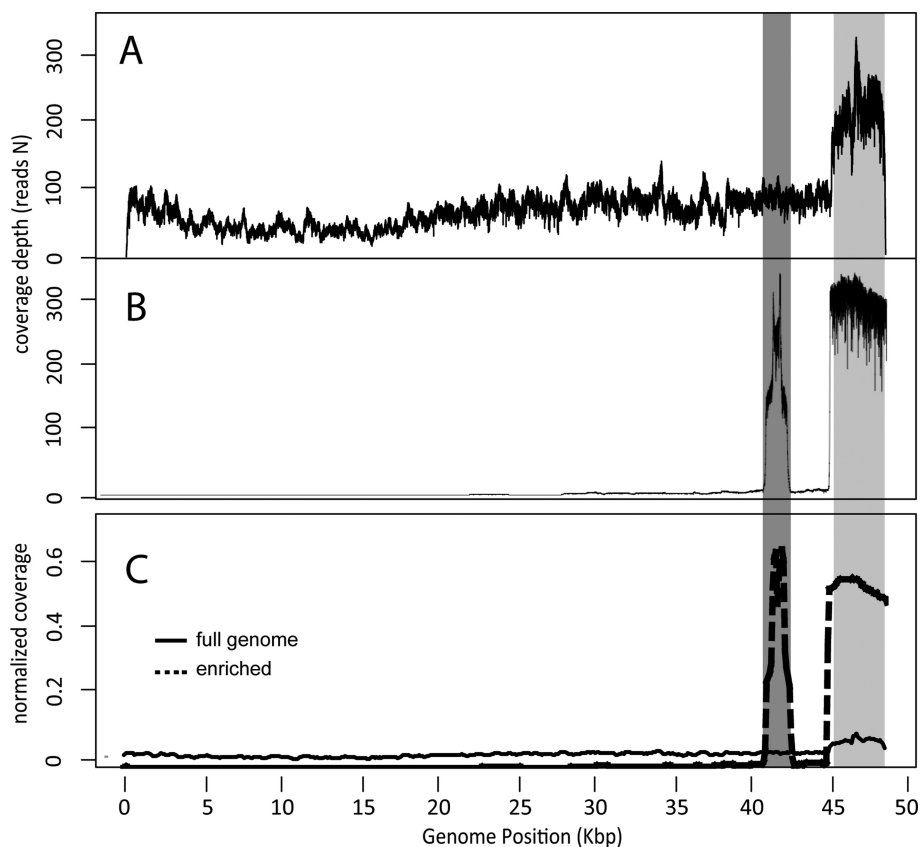 A
300
200
100
0
coverage depth (reads N)
B
300
200
100
0
C
0.6
0.4
0.2
0
normalized coverage
full genome
enriched
0 5 10 15 20 25 30 35 40 45 50
Genome Position (Kbp)